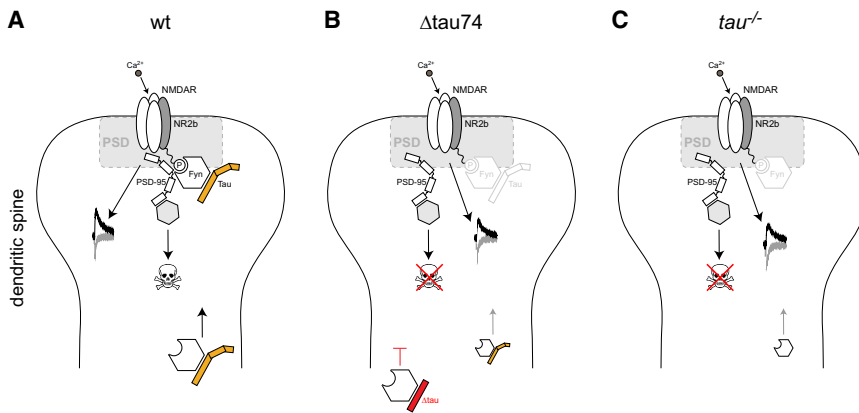 A
wt
B
Δtau74
C
tau-/-
dendritic spine
Ca2+
NMDAR
NR2b
PSD
P
Fyn
Tau
PSD-95
Ca2+
NMDAR
NR2b
PSD
P
Fyn
Tau
PSD-95
Δtau
Ca2+
NMDAR
NR2b
PSD
P
Fyn
PSD-95